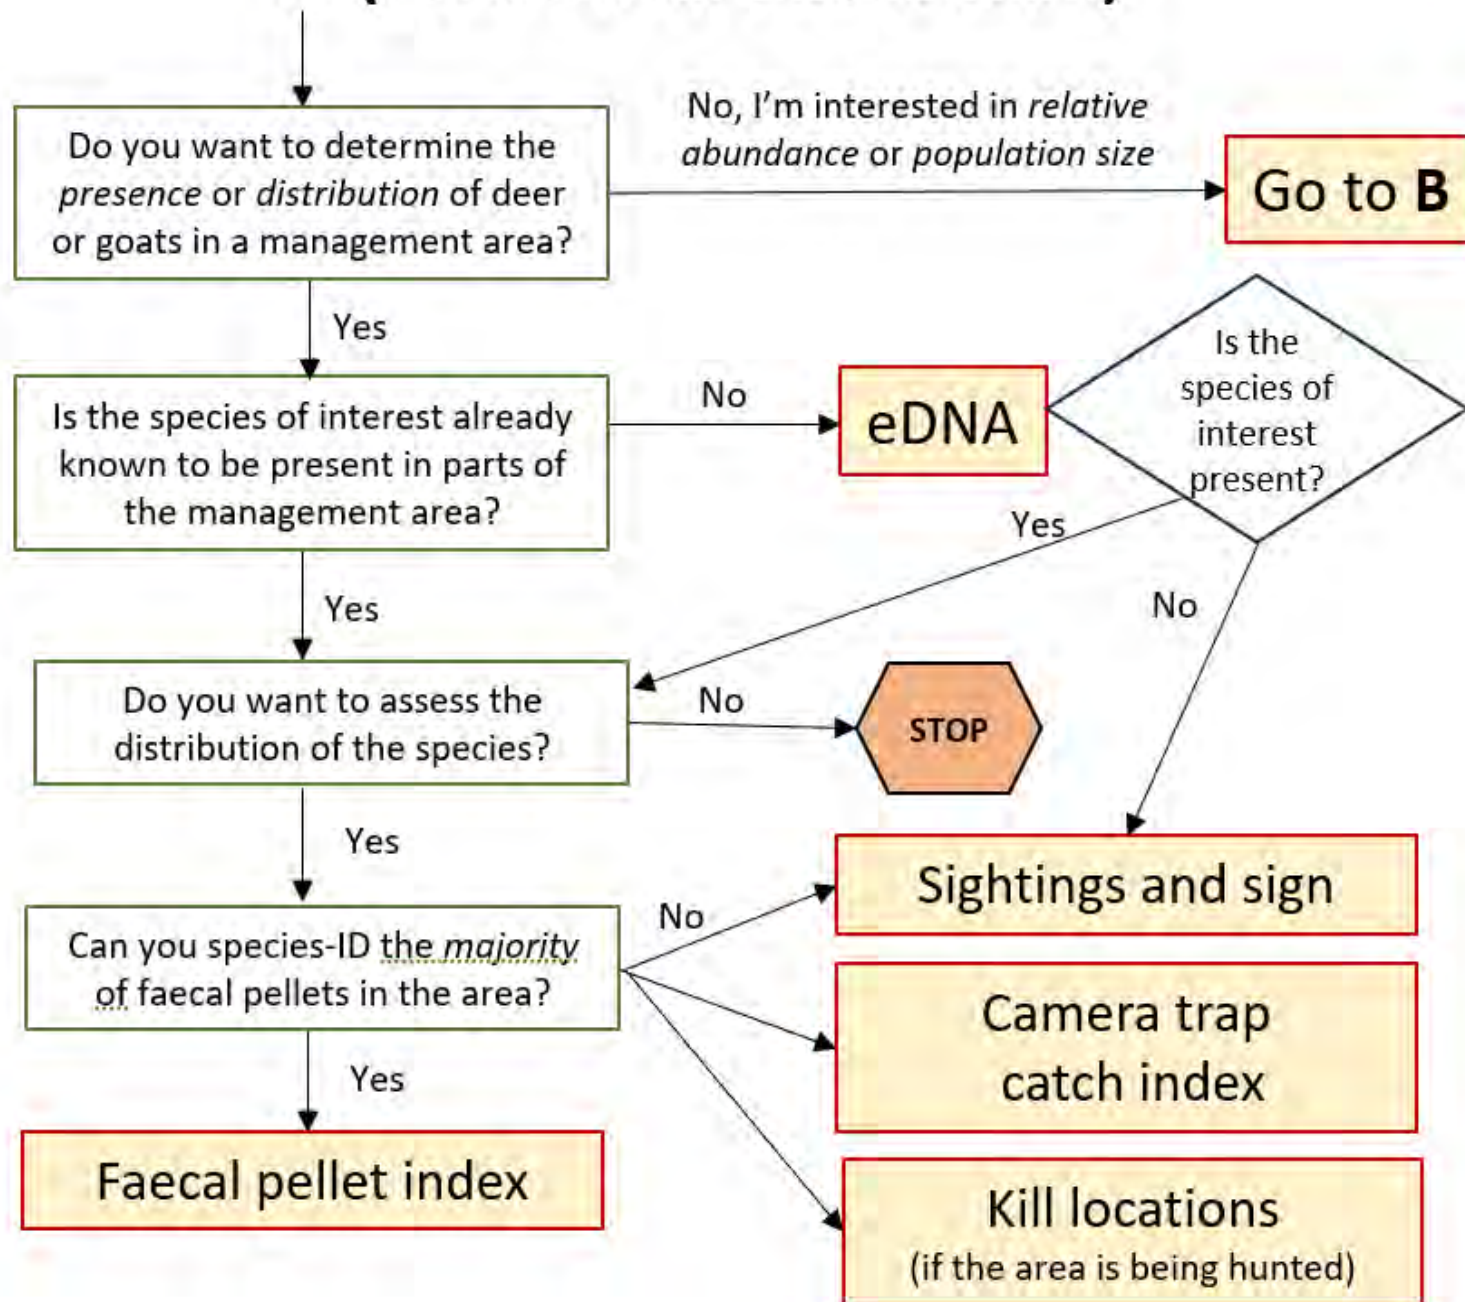 Do you want to determine the
presence or distribution of deer
or goats in a management area?
No, I'm interested in relative
abundance or population size
Go to B
Yes
Is the species of interest already
known to be present in parts of
the management area?
No
eDNA
Is the
species of
interest
present?
Yes
No
Yes
Do you want to assess the
distribution of the species?
No
STOP
Yes
Can you species-ID the majority
of faecal pellets in the area?
No
Sightings and sign
Camera trap
catch index
Kill locations
(if the area is being hunted)
Yes
Faecal pellet index